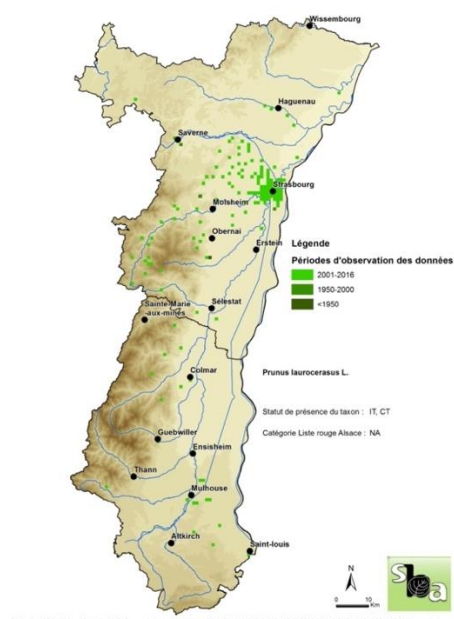 Wissembourg
Haguenau
Saverne
Strasbourg
Molsheim
Obernai
Erstein
Légende
Périodes d'observation des données
2001-2016
1950-2000
<1950
Sainte-Marie
-aux-mines
Sélestat
Prunus laurocerasus L.
Colmar
Statut de présence du taxon : IT, CT
Catégorie Liste rouge Alsace : NA
Guebwiller
Ensisheim
Thann
Mulhouse
Altkirch
Saint-louis
N
0 10
Km
sba